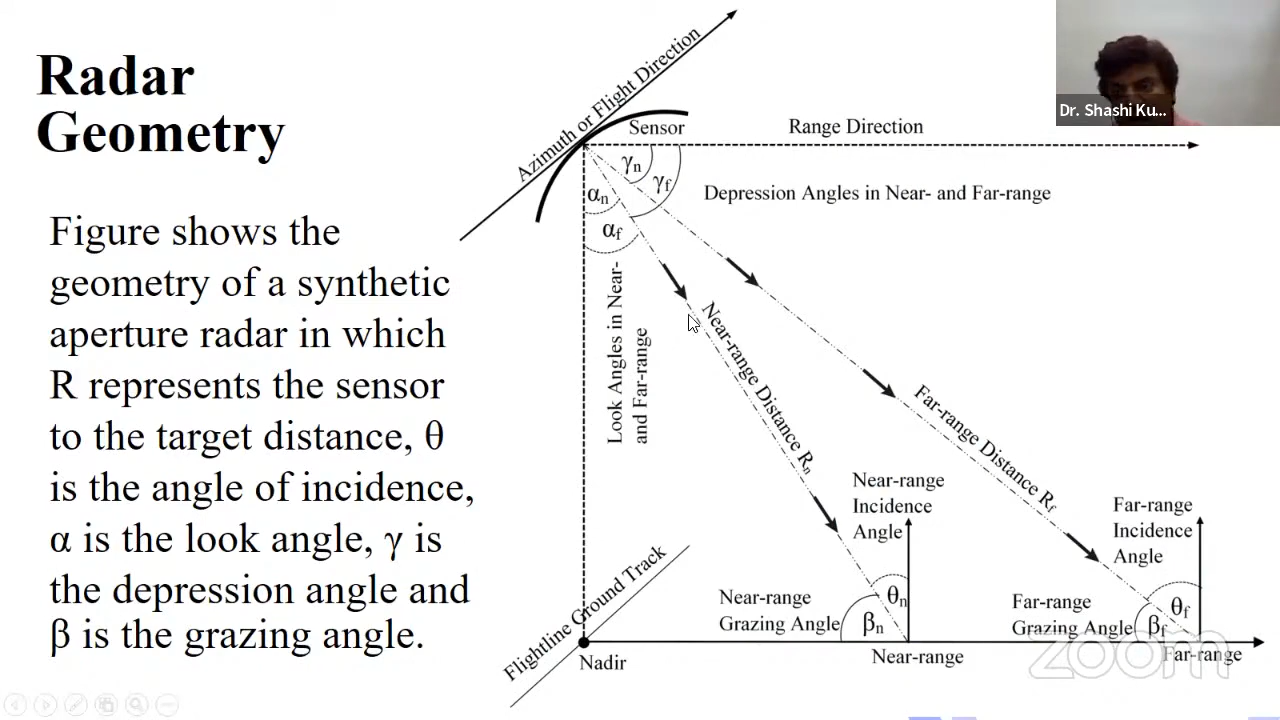 Radar
Geometry
Figure shows the
geometry of a synthetic
aperture radar in which
R represents the sensor
to the target distance, θ
is the angle of incidence,
α is the look angle, γ is
the depression angle and
β is the grazing angle.
Azimuth or Flight Direction
Sensor
Range Direction
γn
γf
αn
αf
Depression Angles in Near- and Far-range
Look Angles in Near-
and Far-range
Near-range Distance Rn
Far-range Distance Rf
Near-range
Incidence
Angle
Far-range
Incidence
Angle
Near-range
Grazing Angle
βn
θn
Far-range
Grazing Angle
βf
θf
Flightline Ground Track
Nadir
Near-range
Far-range
Dr. Shashi Ku...
zoom